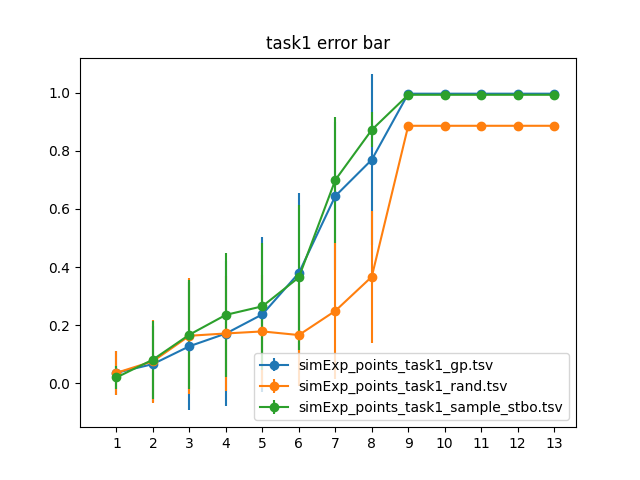 task1 error bar
1.0
0.8
0.6
0.4
0.2
0.0
simExp_points_task1_gp.tsv
simExp_points_task1_rand.tsv
simExp_points_task1_sample_stbo.tsv
1 2 3 4 5 6 7 8 9 10 11 12 13